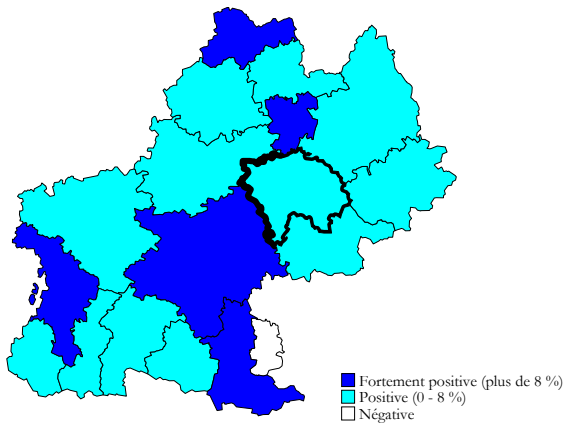 Fortement positive (plus de 8 %)
Positive (0 - 8 %)
Négative